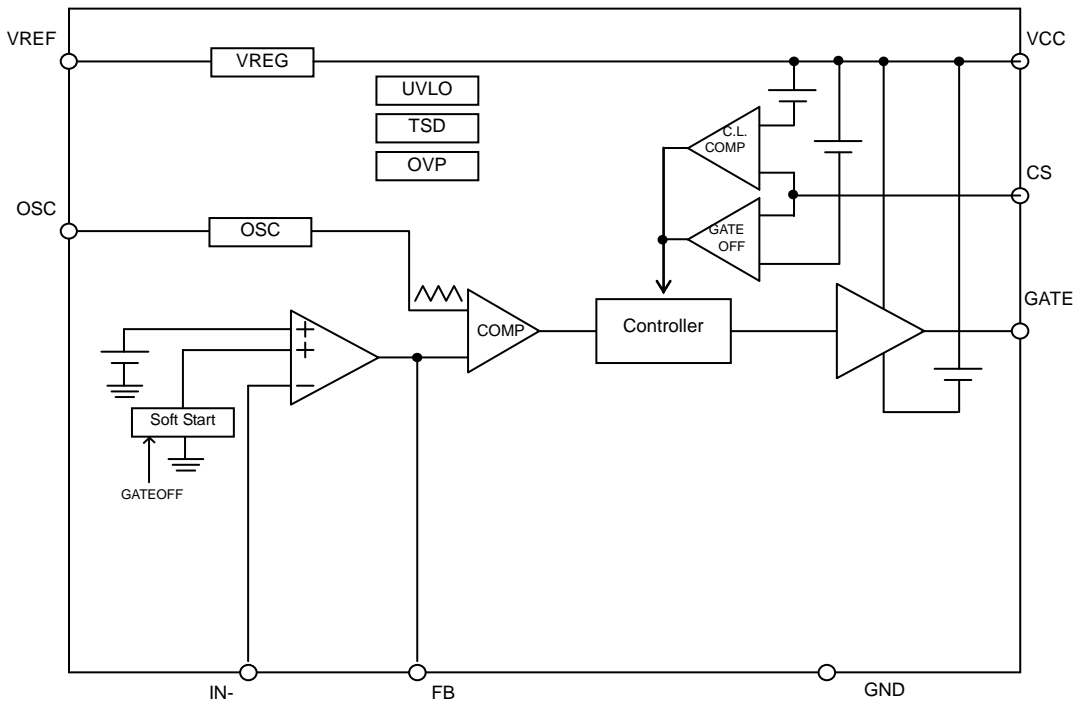 VREF
VCC
VREG
UVLO
TSD
OVP
C.L.
COMP
CS
OSC
OSC
GATE
OFF
GATE
COMP
Controller
Soft Start
GATEOFF
IN-
FB
GND